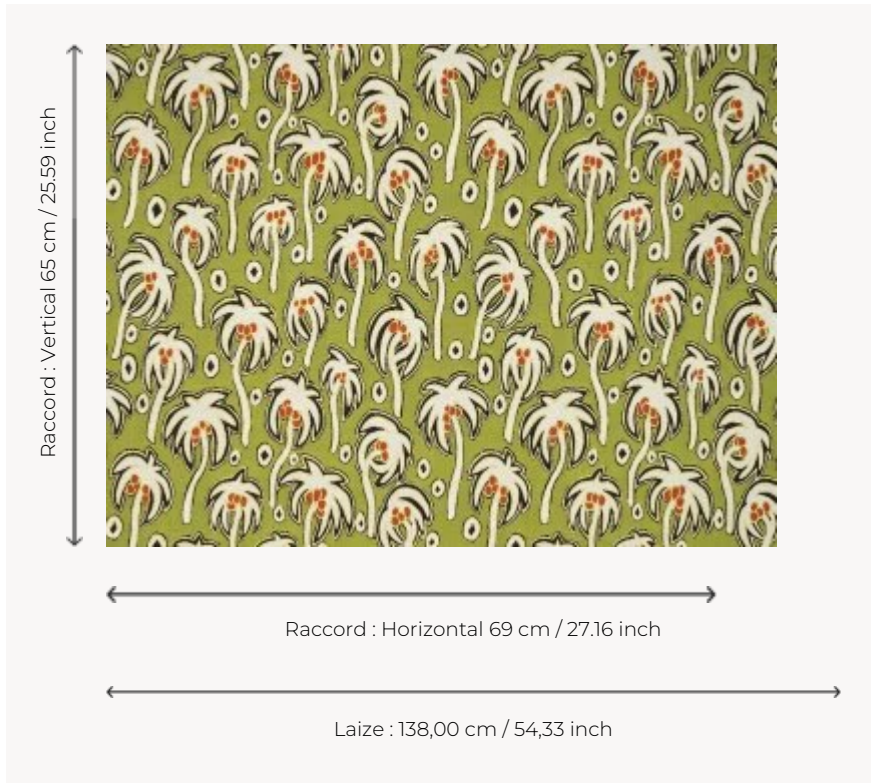 Raccord : Vertical 65 cm / 25.59 inch
Raccord : Horizontal 69 cm / 27.16 inch
Laize : 138,00 cm / 54,33 inch